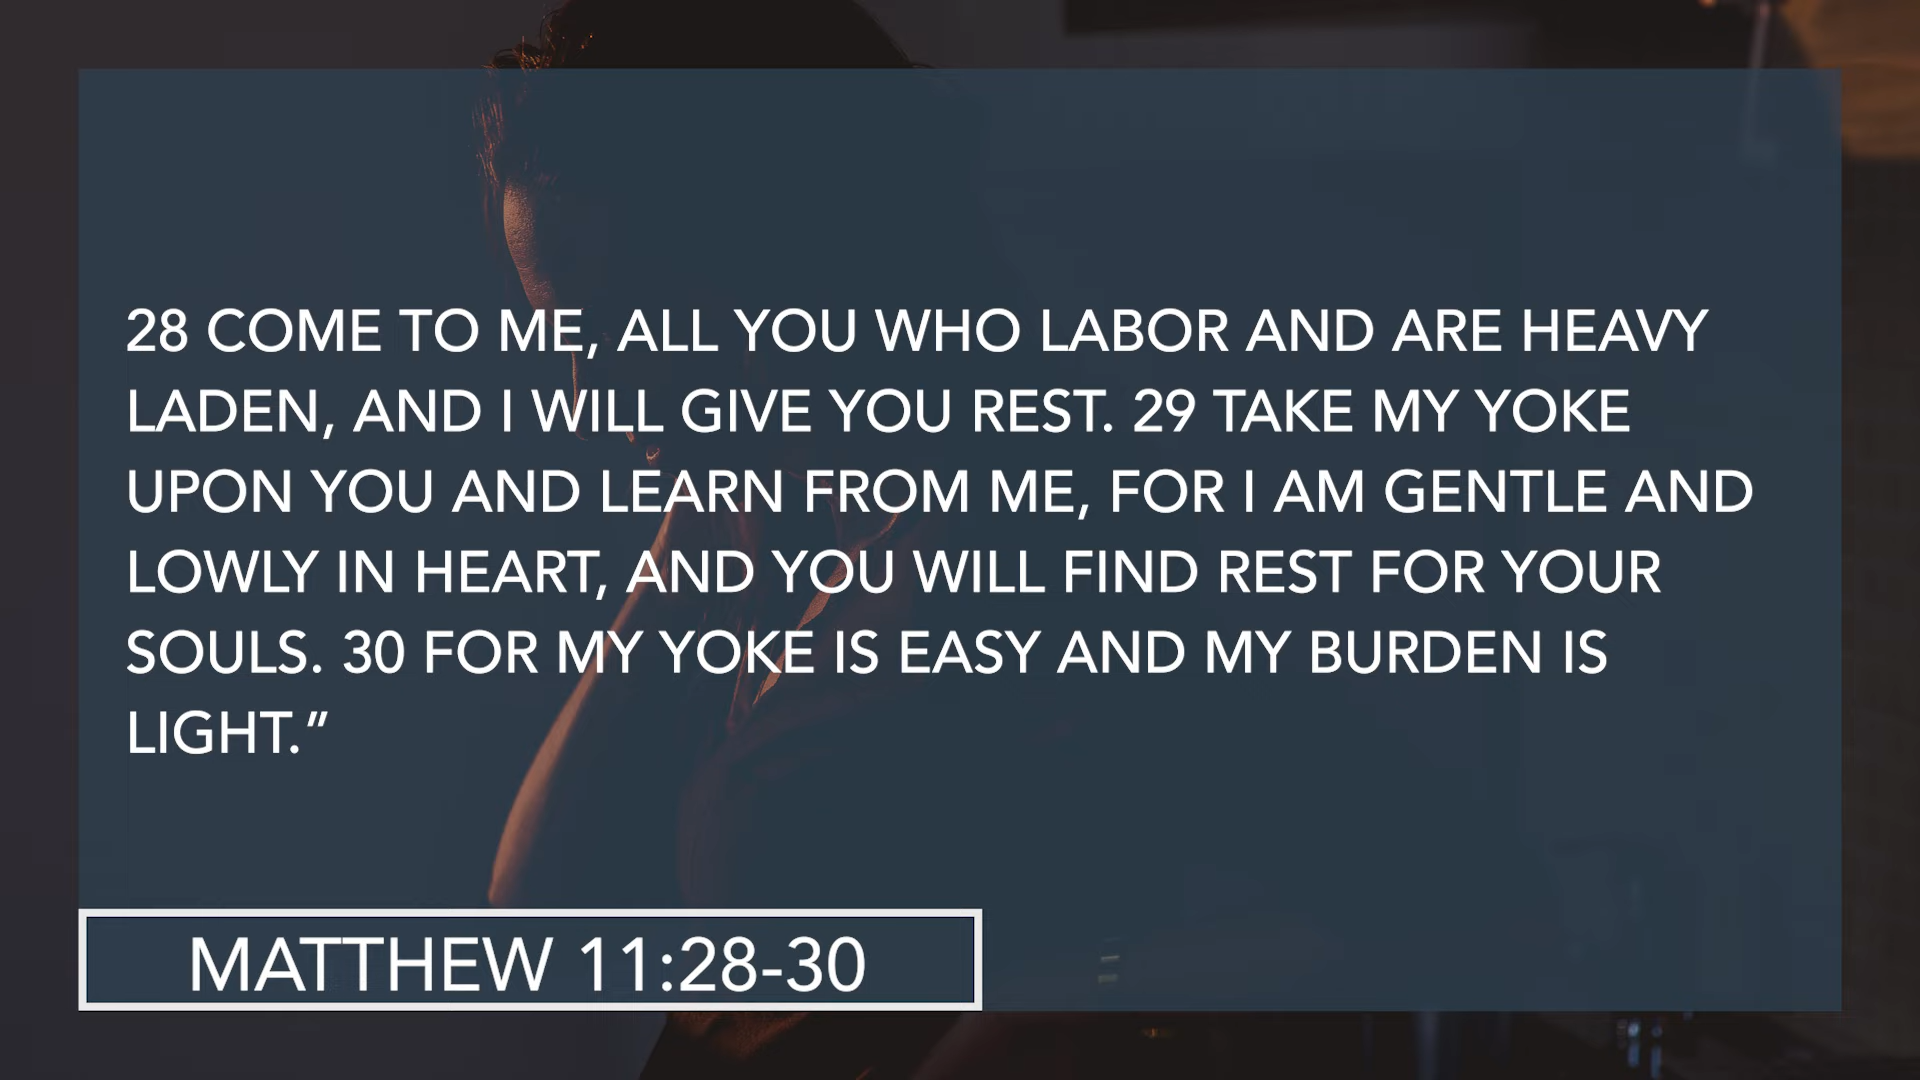 28 COME TO ME, ALL YOU WHO LABOR AND ARE HEAVY
LADEN, AND I WILL GIVE YOU REST. 29 TAKE MY YOKE
UPON YOU AND LEARN FROM ME, FOR I AM GENTLE AND
LOWLY IN HEART, AND YOU WILL FIND REST FOR YOUR
SOULS. 30 FOR MY YOKE IS EASY AND MY BURDEN IS
LIGHT.”
MATTHEW 11:28-30